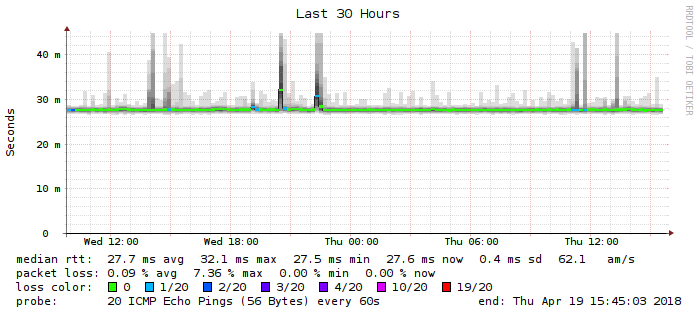 Last 30 Hours
RRDTOOL / TOBI OETIKER
Seconds
40 m
30 m
20 m
10 m
0
Wed 12:00 Wed 18:00 Thu 00:00 Thu 06:00 Thu 12:00
median rtt: 27.7 ms avg 32.1 ms max 27.5 ms min 27.6 ms now 0.4 ms sd 62.1 am/s
packet loss: 0.09 % avg 7.36 % max 0.00 % min 0.00 % now
loss color: 0 1/20 2/20 3/20 4/20 10/20 19/20
probe: 20 ICMP Echo Pings (56 Bytes) every 60s end: Thu Apr 19 15:45:03 2018